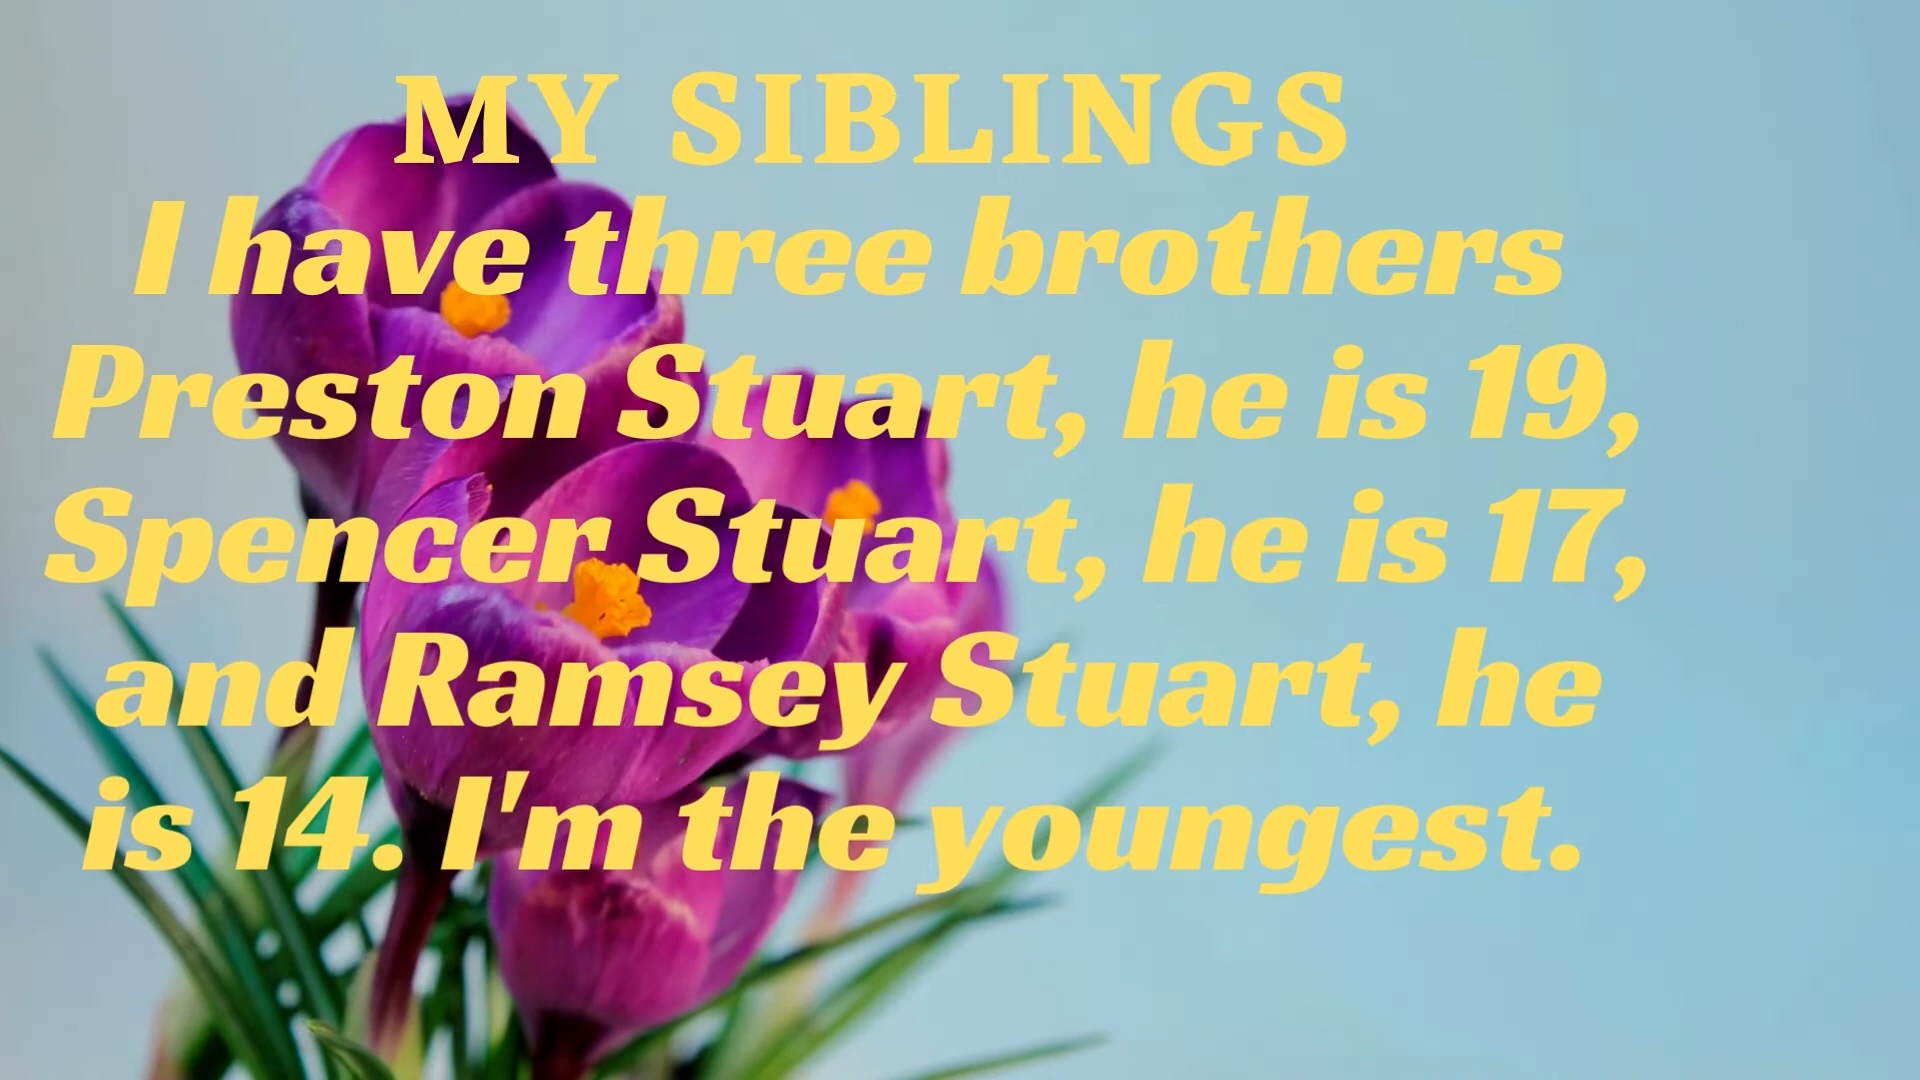 MY SIBLINGS
I have three brothers
Preston Stuart, he is 19,
Spencer Stuart, he is 17,
and Ramsey Stuart, he
is 14. I'm the youngest.